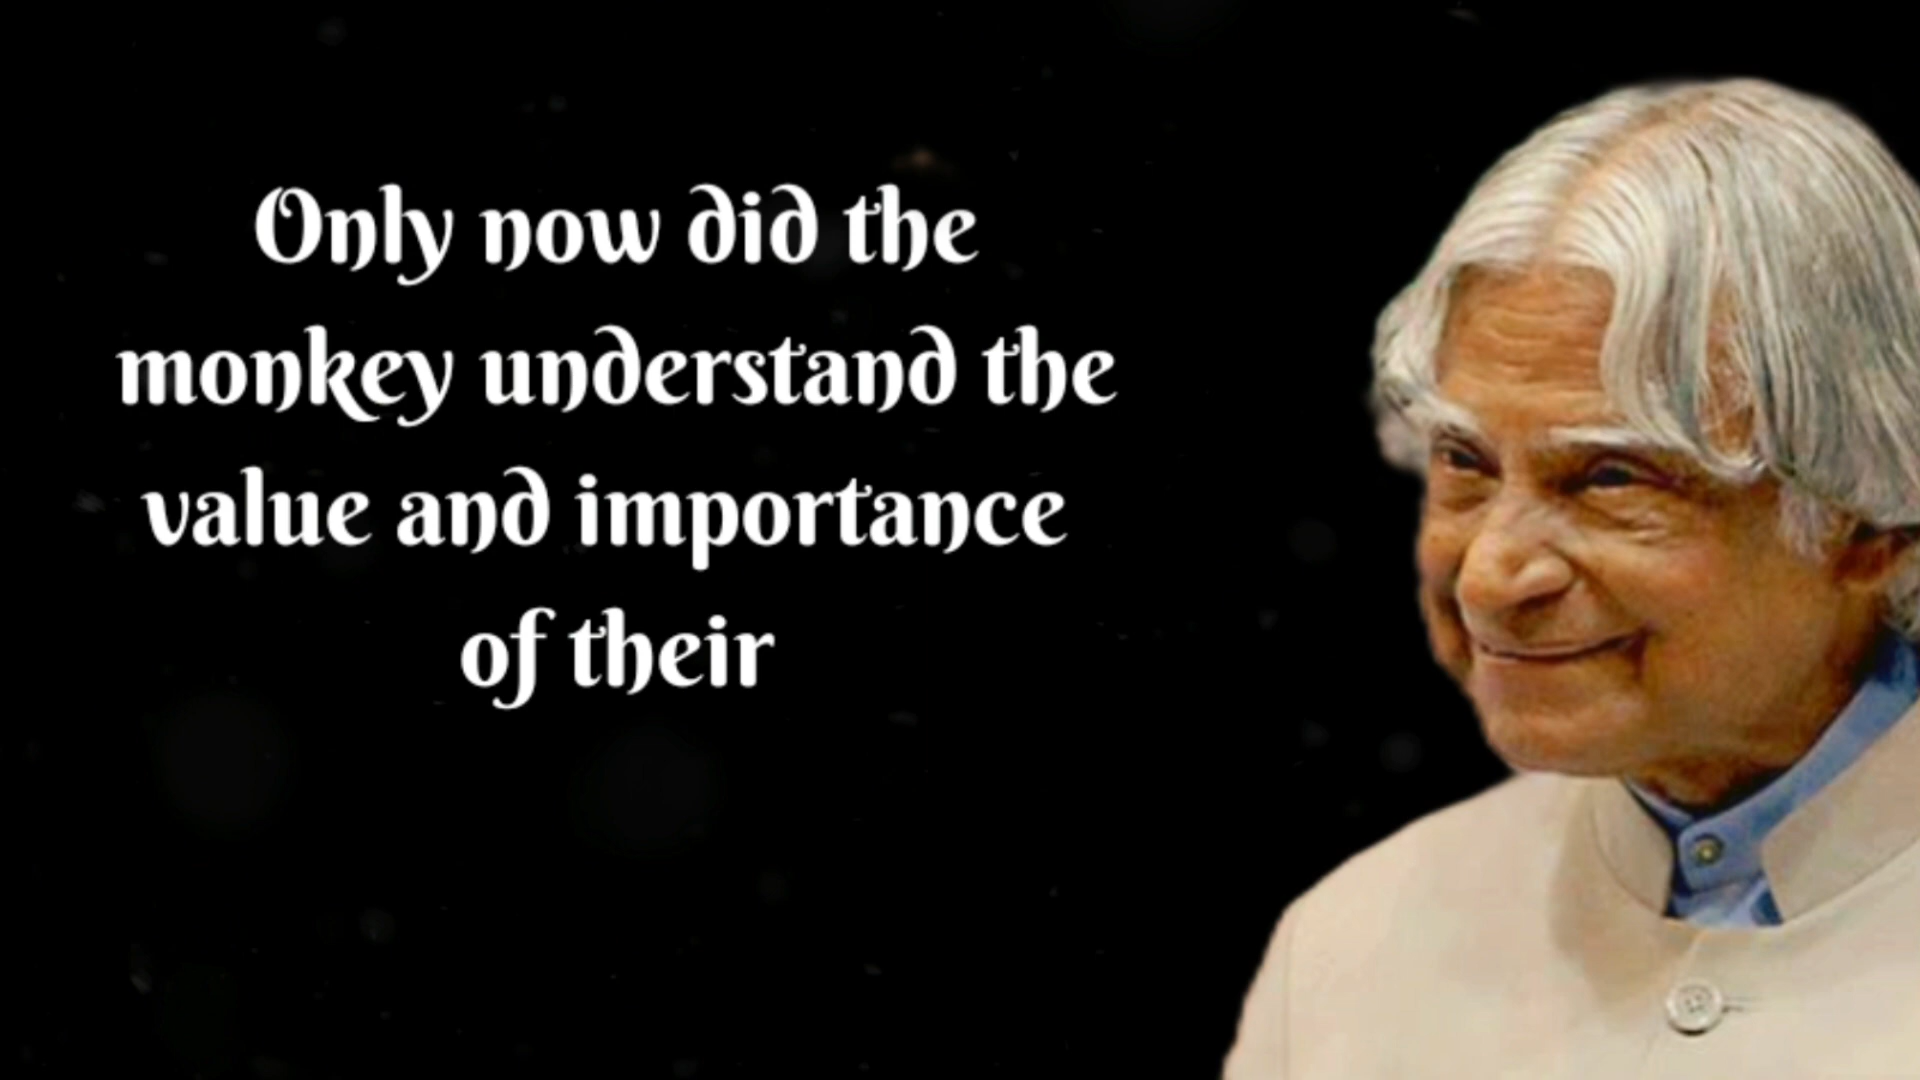 Only now did the
monkey understand the
value and importance
of their